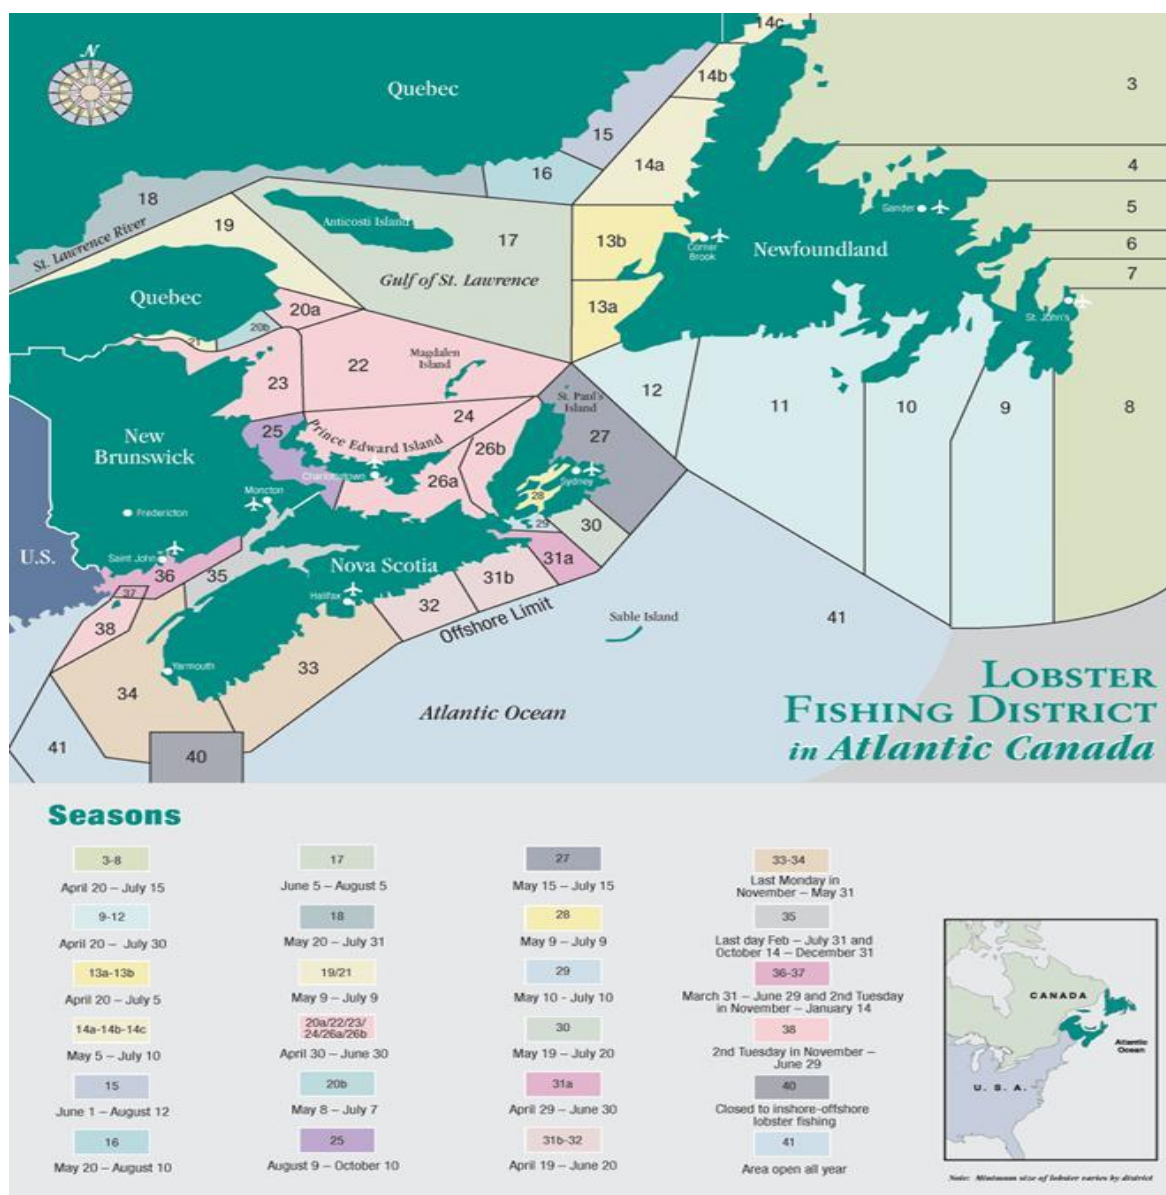 N
14c
Quebec
14b
3
15
14a
4
16
18
Anticosti Island
Gander
5
St. Lawrence River
19
17
13b
Corner
Brook
Newfoundland
6
Gulf of St. Lawrence
7
Quebec
20a
13a
St. John's
20b
21
22
Magdalen
Island
23
12
St. Paul's
Island
11
10
9
8
24
25
Prince Edward Island
27
New
Brunswick
26b
Charlottetown
26a
Sydney
Moncton
28
Fredericton
29
30
U.S.
Saint John
36
35
Nova Scotia
31a
31b
37
Halifax
32
Offshore Limit
38
Sable Island
41
Yarmouth
33
34
Atlantic Ocean
41
40
LOBSTER
FISHING DISTRICT
in Atlantic Canada
Seasons
3-8
April 20 – July 15
9-12
April 20 – July 30
13a-13b
April 20 – July 5
14a-14b-14c
May 5 – July 10
15
June 1 – August 12
16
May 20 – August 10
17
June 5 – August 5
18
May 20 – July 31
19/21
May 9 – July 9
20a/22/23/
24/26a/26b
April 30 – June 30
20b
May 8 – July 7
25
August 9 – October 10
27
May 15 – July 15
28
May 9 – July 9
29
May 10 - July 10
30
May 19 – July 20
31a
April 29 – June 30
31b-32
April 19 – June 20
33-34
Last Monday in
November – May 31
35
Last day Feb – July 31 and
October 14 – December 31
36-37
March 31 – June 29 and 2nd Tuesday
in November – January 14
38
2nd Tuesday in November –
June 29
40
Closed to inshore-offshore
lobster fishing
41
Area open all year
CANADA
Atlantic
Ocean
U. S. A.
Note: Minimum size of lobster varies by district